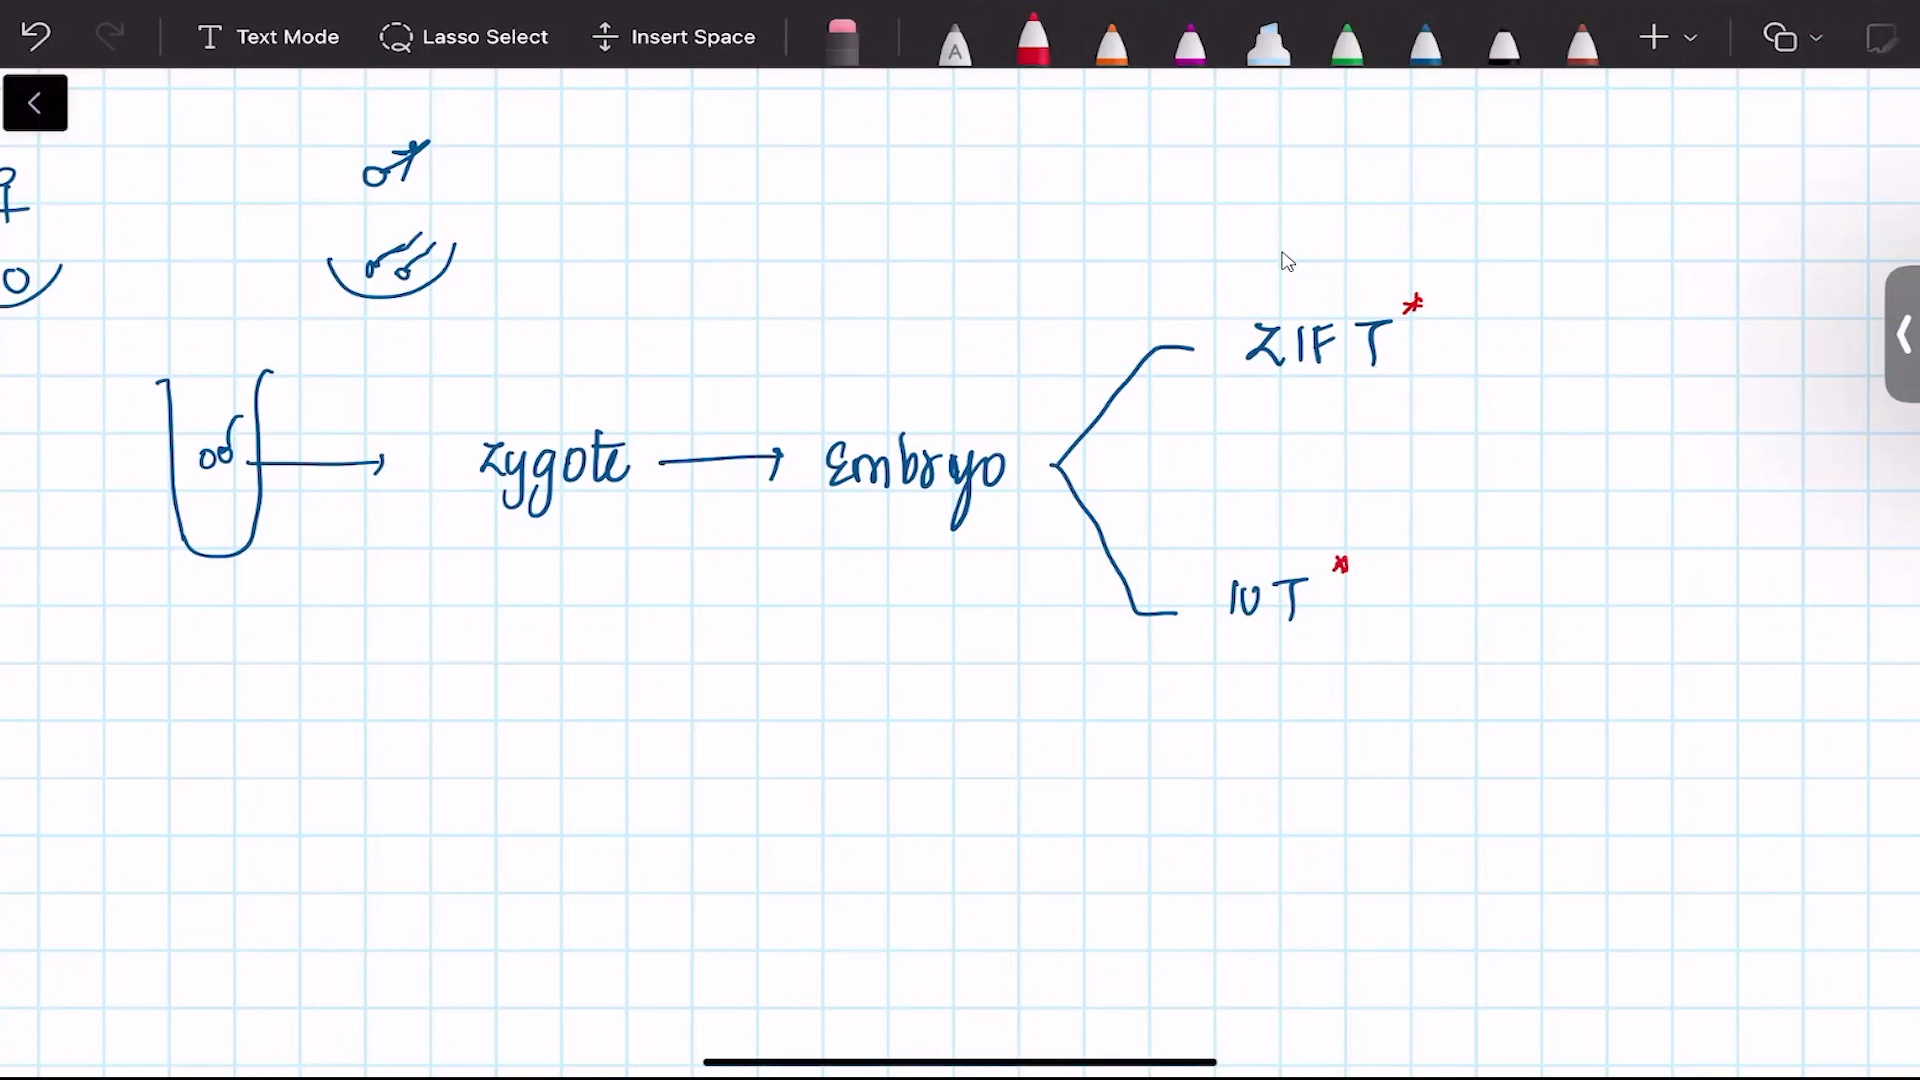 Text Mode Lasso Select Insert Space
A
ZIFT*
Zygote → Embryo
IUT*